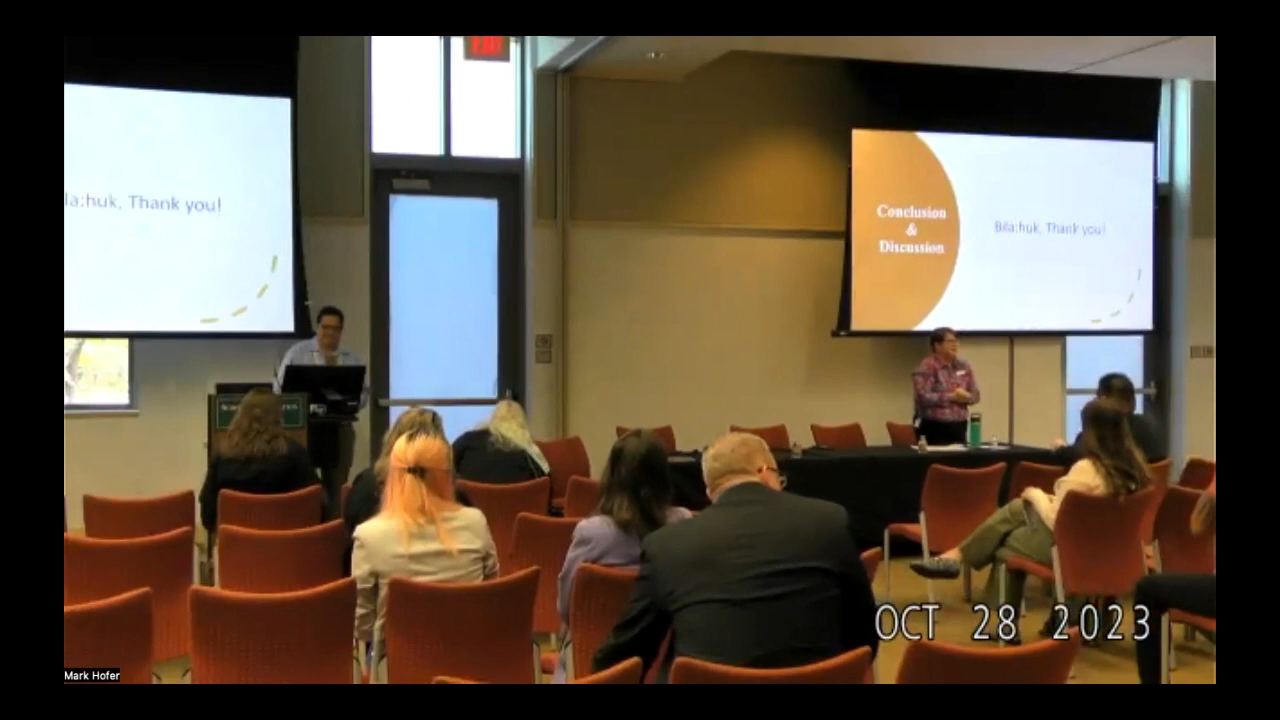 EXIT
la:huk, Thank you!
Conclusion
&
Discussion
Bila:huk, Thank you!
OCT 28 2023
Mark Hofer